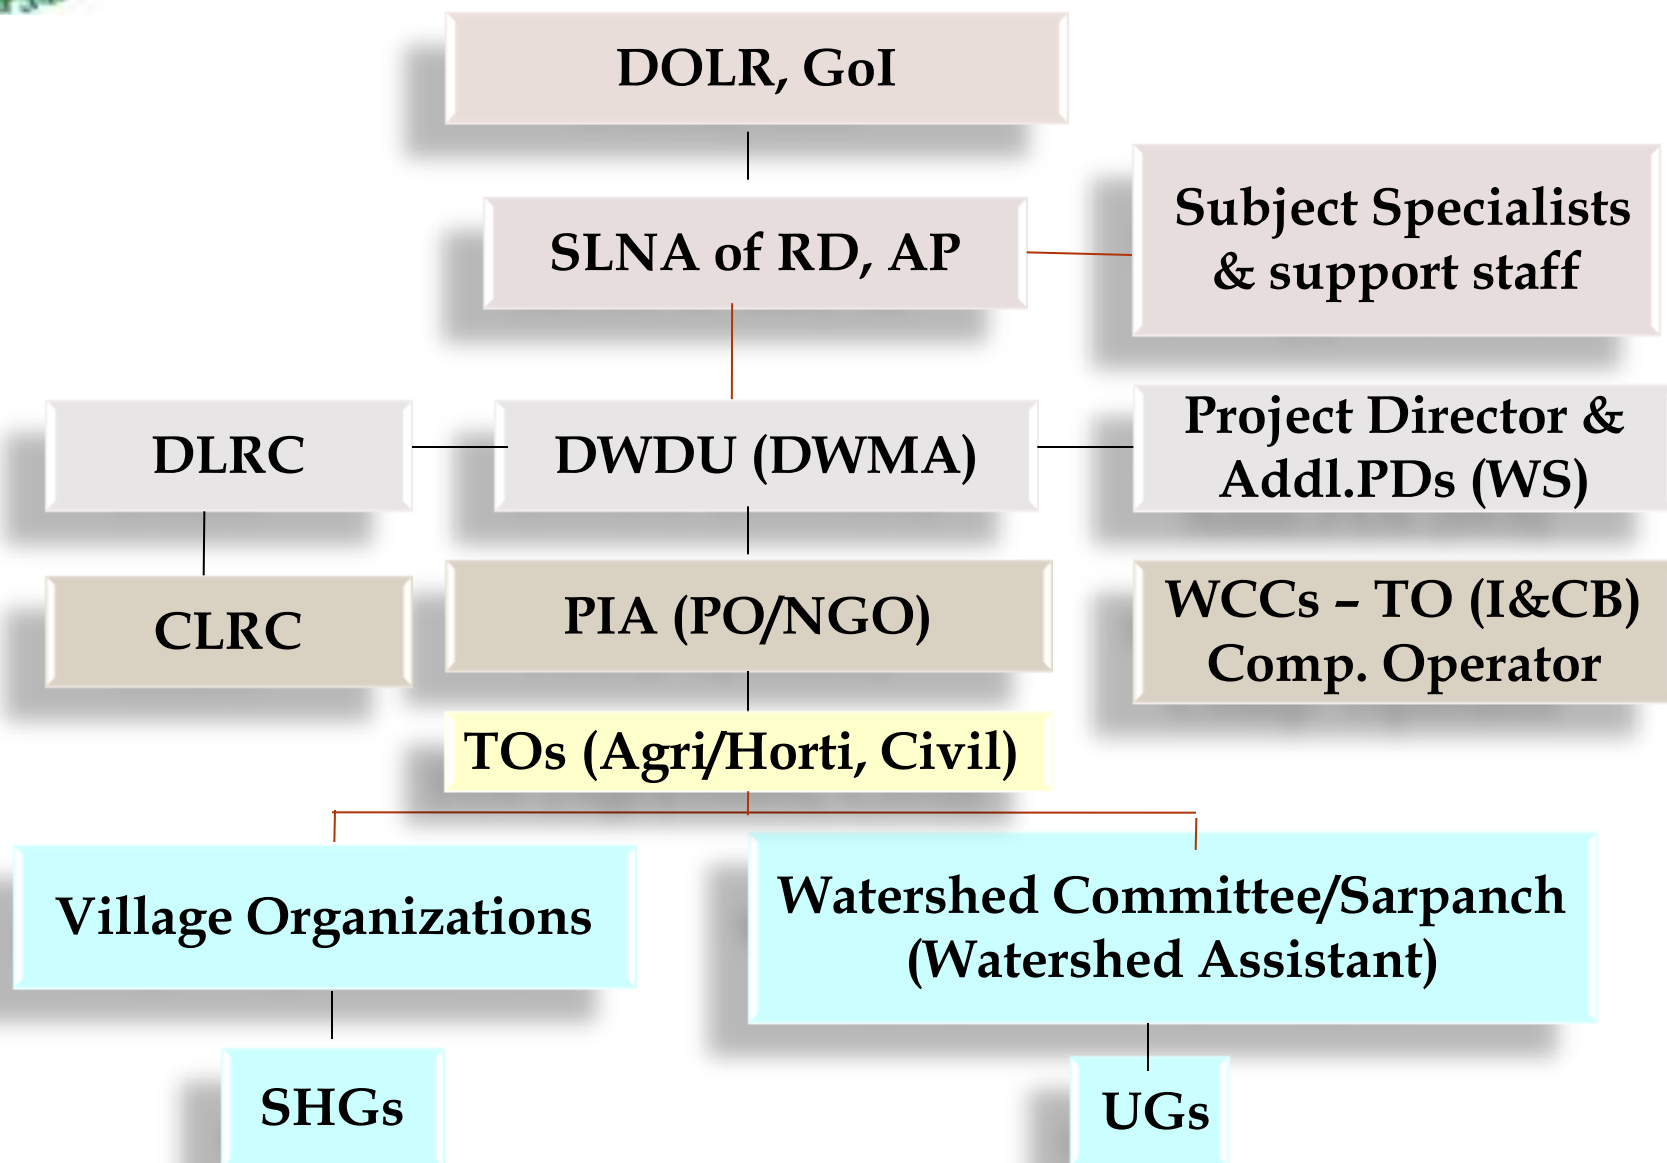 DOLR, GoI
SLNA of RD, AP
Subject Specialists
& support staff
DLRC
DWDU (DWMA)
Project Director &
Addl.PDs (WS)
CLRC
PIA (PO/NGO)
WCCs – TO (I&CB)
Comp. Operator
TOs (Agri/Horti, Civil)
Village Organizations
Watershed Committee/Sarpanch
(Watershed Assistant)
SHGs
UGs